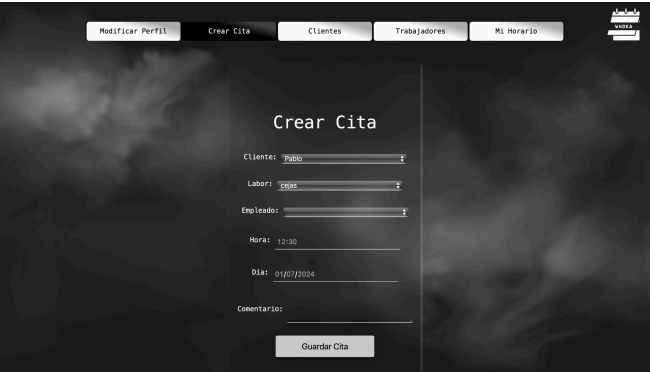 Modificar Perfil
Crear Cita
Clientes
Trabajadores
Mi Horario
WHOKA
Crear Cita
Cliente: Pablo
Labor: cejas
Empleado:
Hora: 12:30
Día: 01/07/2024
Comentario:
Guardar Cita